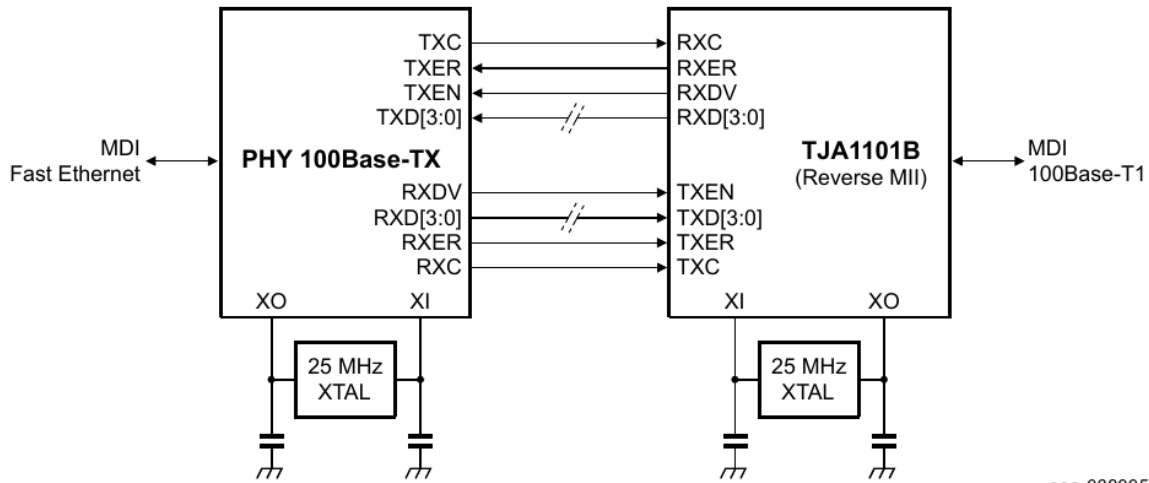 TXC
TXER
TXEN
TXD[3:0]
RXC
RXER
RXDV
RXD[3:0]
MDI
Fast Ethernet
PHY 100Base-TX
TJA1101B
(Reverse MII)
MDI
100Base-T1
RXDV
RXD[3:0]
RXER
RXC
TXEN
TXD[3:0]
TXER
TXC
XO
XI
XI
XO
25 MHz
XTAL
25 MHz
XTAL